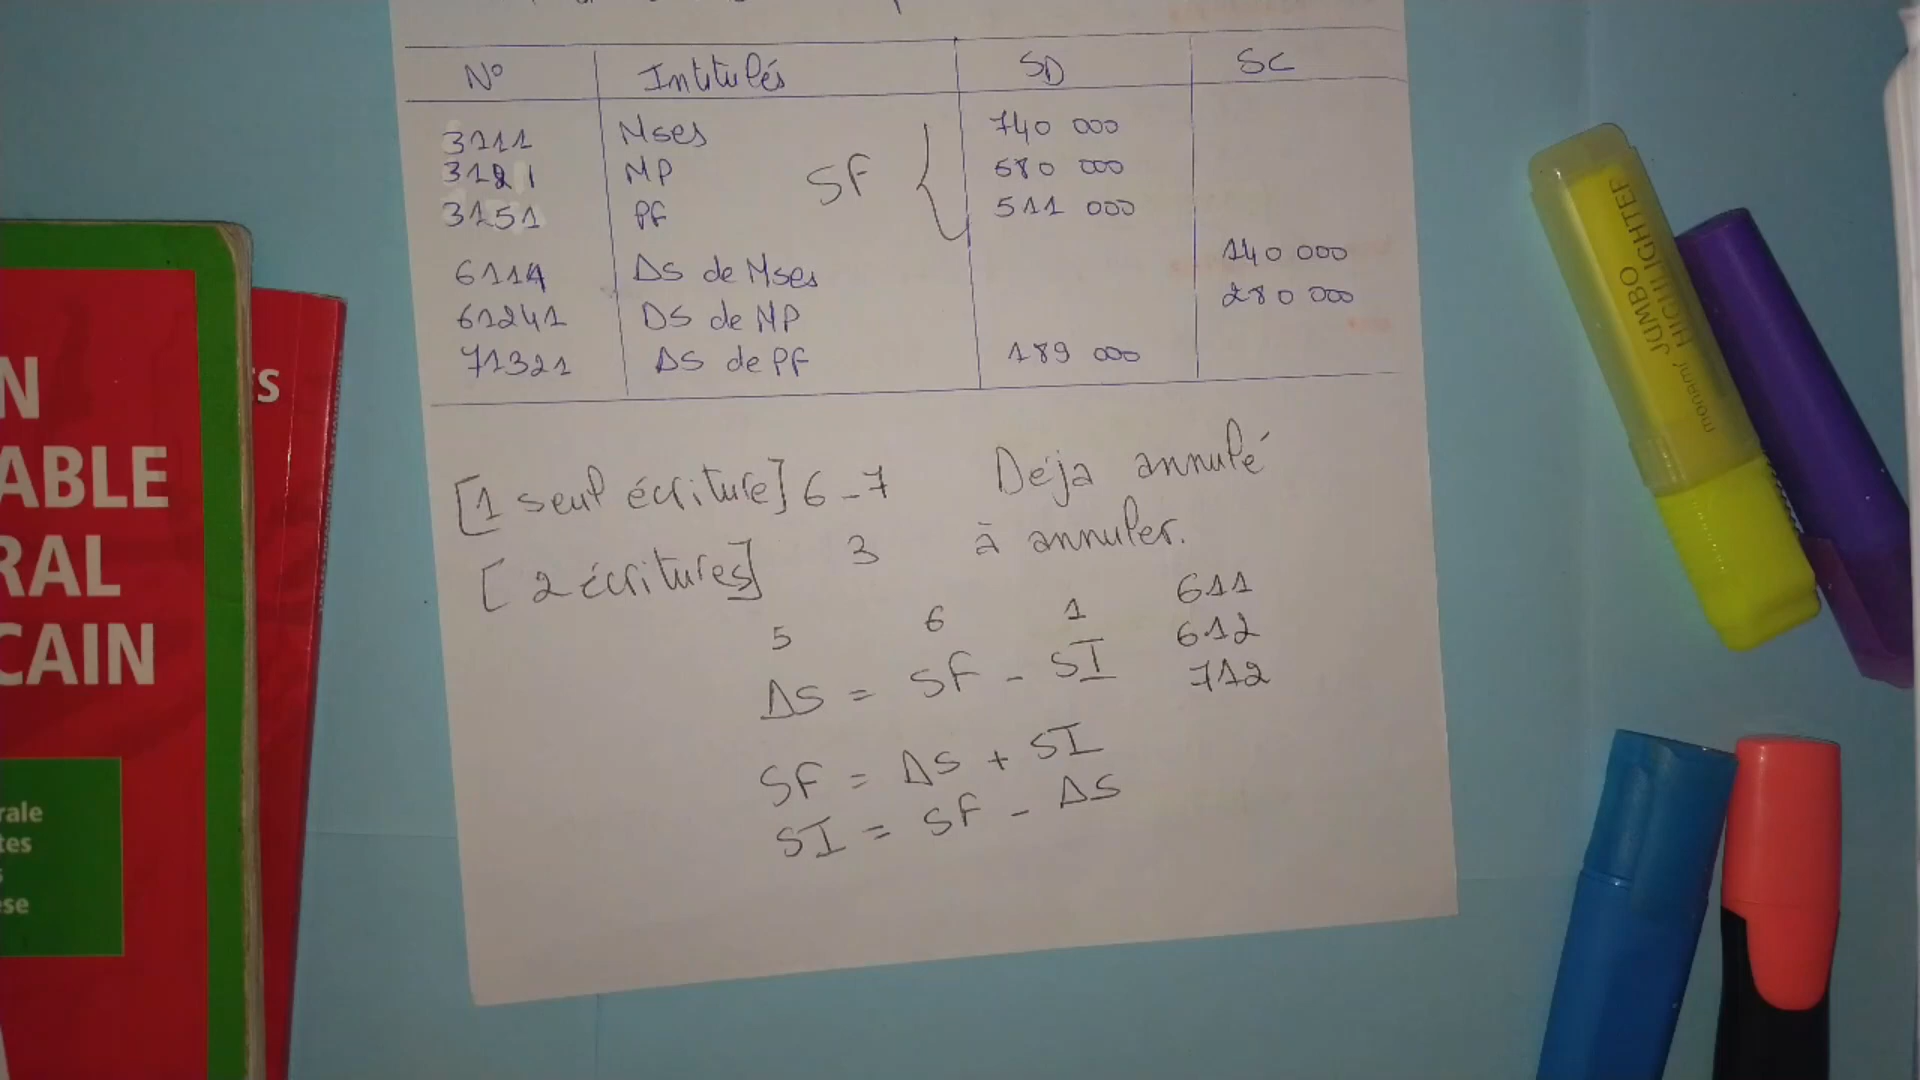 N° Intitulés SD SC
3111 Mses 740 000
3121 MP 580 000
3151 PF 511 000
SF
6114 ΔS de Mses 140 000
61241 DS de MP 280 000
71321 ΔS de PF 189 000
[1 seul écriture] 6-7 Déja annulé
[2 écritures] 3 à annuler.
5 6 1 611
ΔS = SF - SI 612
712
SF = ΔS + SI
SI = SF - ΔS
N
ABLE
RAL
CAIN
rale
tes
s
se
's
JUMBO
HIGHLIGHTER
monami